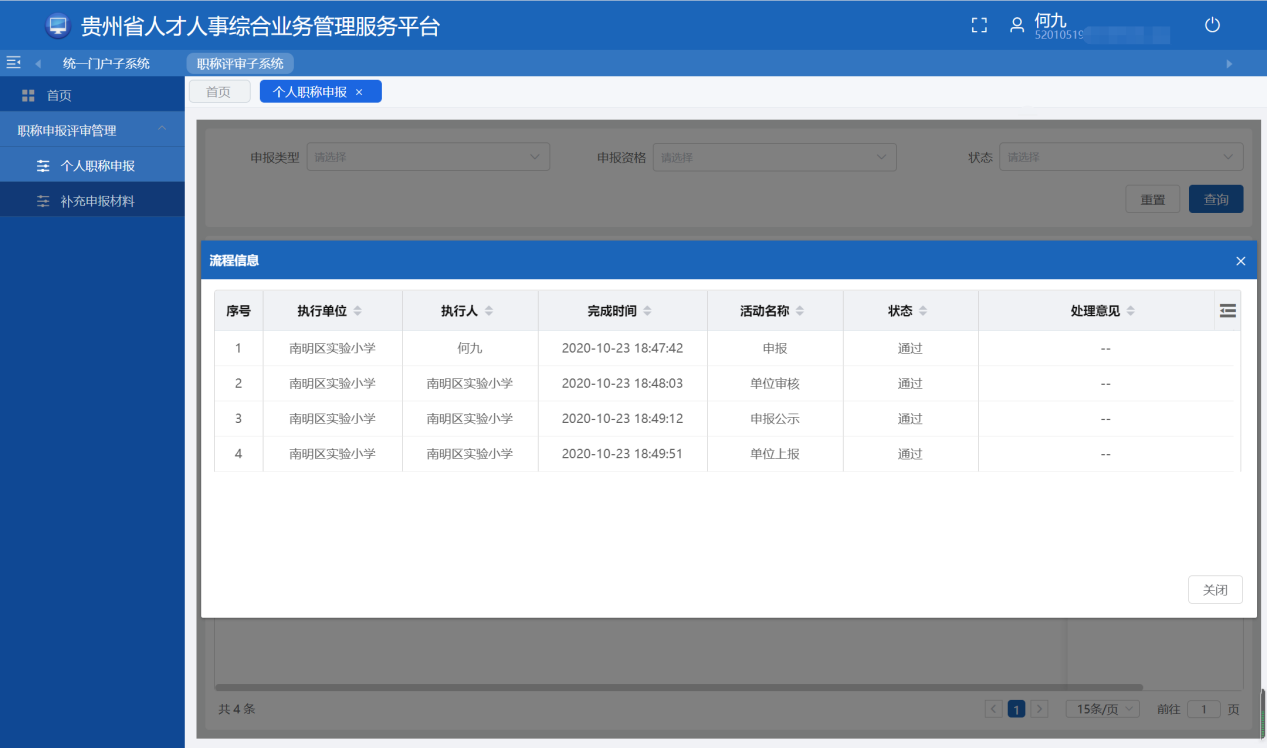 贵州省人才人事综合业务管理服务平台
何九
52010519
统一门户子系统 职称评审子系统
首页
首页 个人职称申报 ×
职称申报评审管理
个人职称申报
补充申报材料
申报类型 请选择 申报资格 请选择 状态 请选择
重置 查询
流程信息 ×
序号 执行单位 执行人 完成时间 活动名称 状态 处理意见
1 南明区实验小学 何九 2020-10-23 18:47:42 申报 通过 --
2 南明区实验小学 南明区实验小学 2020-10-23 18:48:03 单位审核 通过 --
3 南明区实验小学 南明区实验小学 2020-10-23 18:49:12 申报公示 通过 --
4 南明区实验小学 南明区实验小学 2020-10-23 18:49:51 单位上报 通过 --
关闭
共 4 条 < 1 > 15条/页 前往 1 页